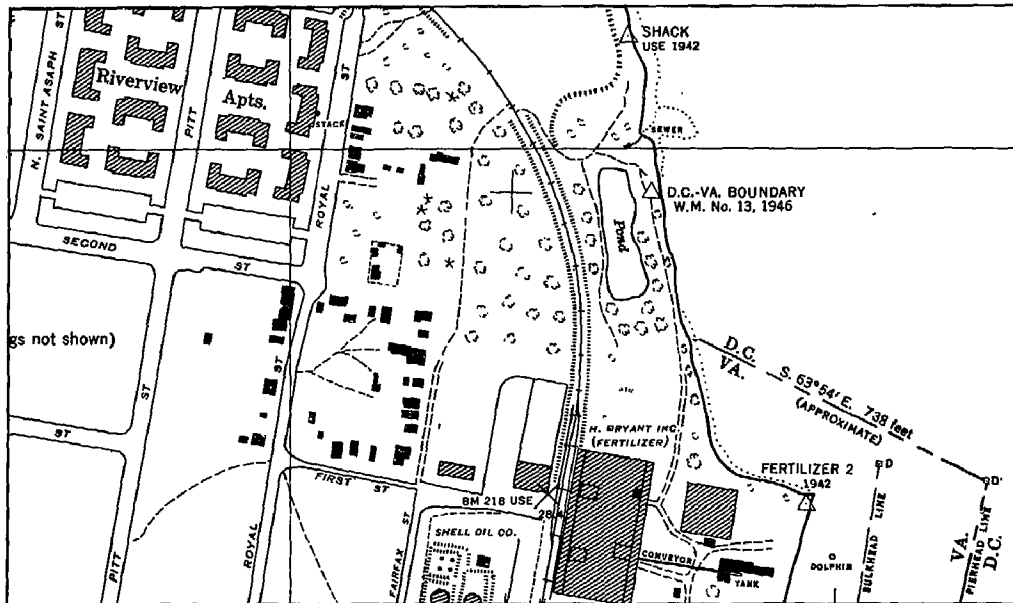 SHACK
USE 1942
N. SAINT ASAPH ST
PITT ST
ROYAL ST
Riverview
Apts.
STACK
SEWER
D.C.-VA. BOUNDARY
W.M. No. 13, 1946
Pond
SECOND ST
gs not shown)
D.C.
VA.
S. 63°54' E. 738 feet
(APPROXIMATE)
ST
H. BRYANT INC
(FERTILIZER)
FERTILIZER 2
1942
D
D'
FIRST ST
BM 218 USE
28.4
SHELL OIL CO.
PITT
ROYAL ST
FAIRFAX ST
CONVEYOR
TANK
DOLPHIN
BULKHEAD LINE
VA.
D.C.
PIERHEAD LINE